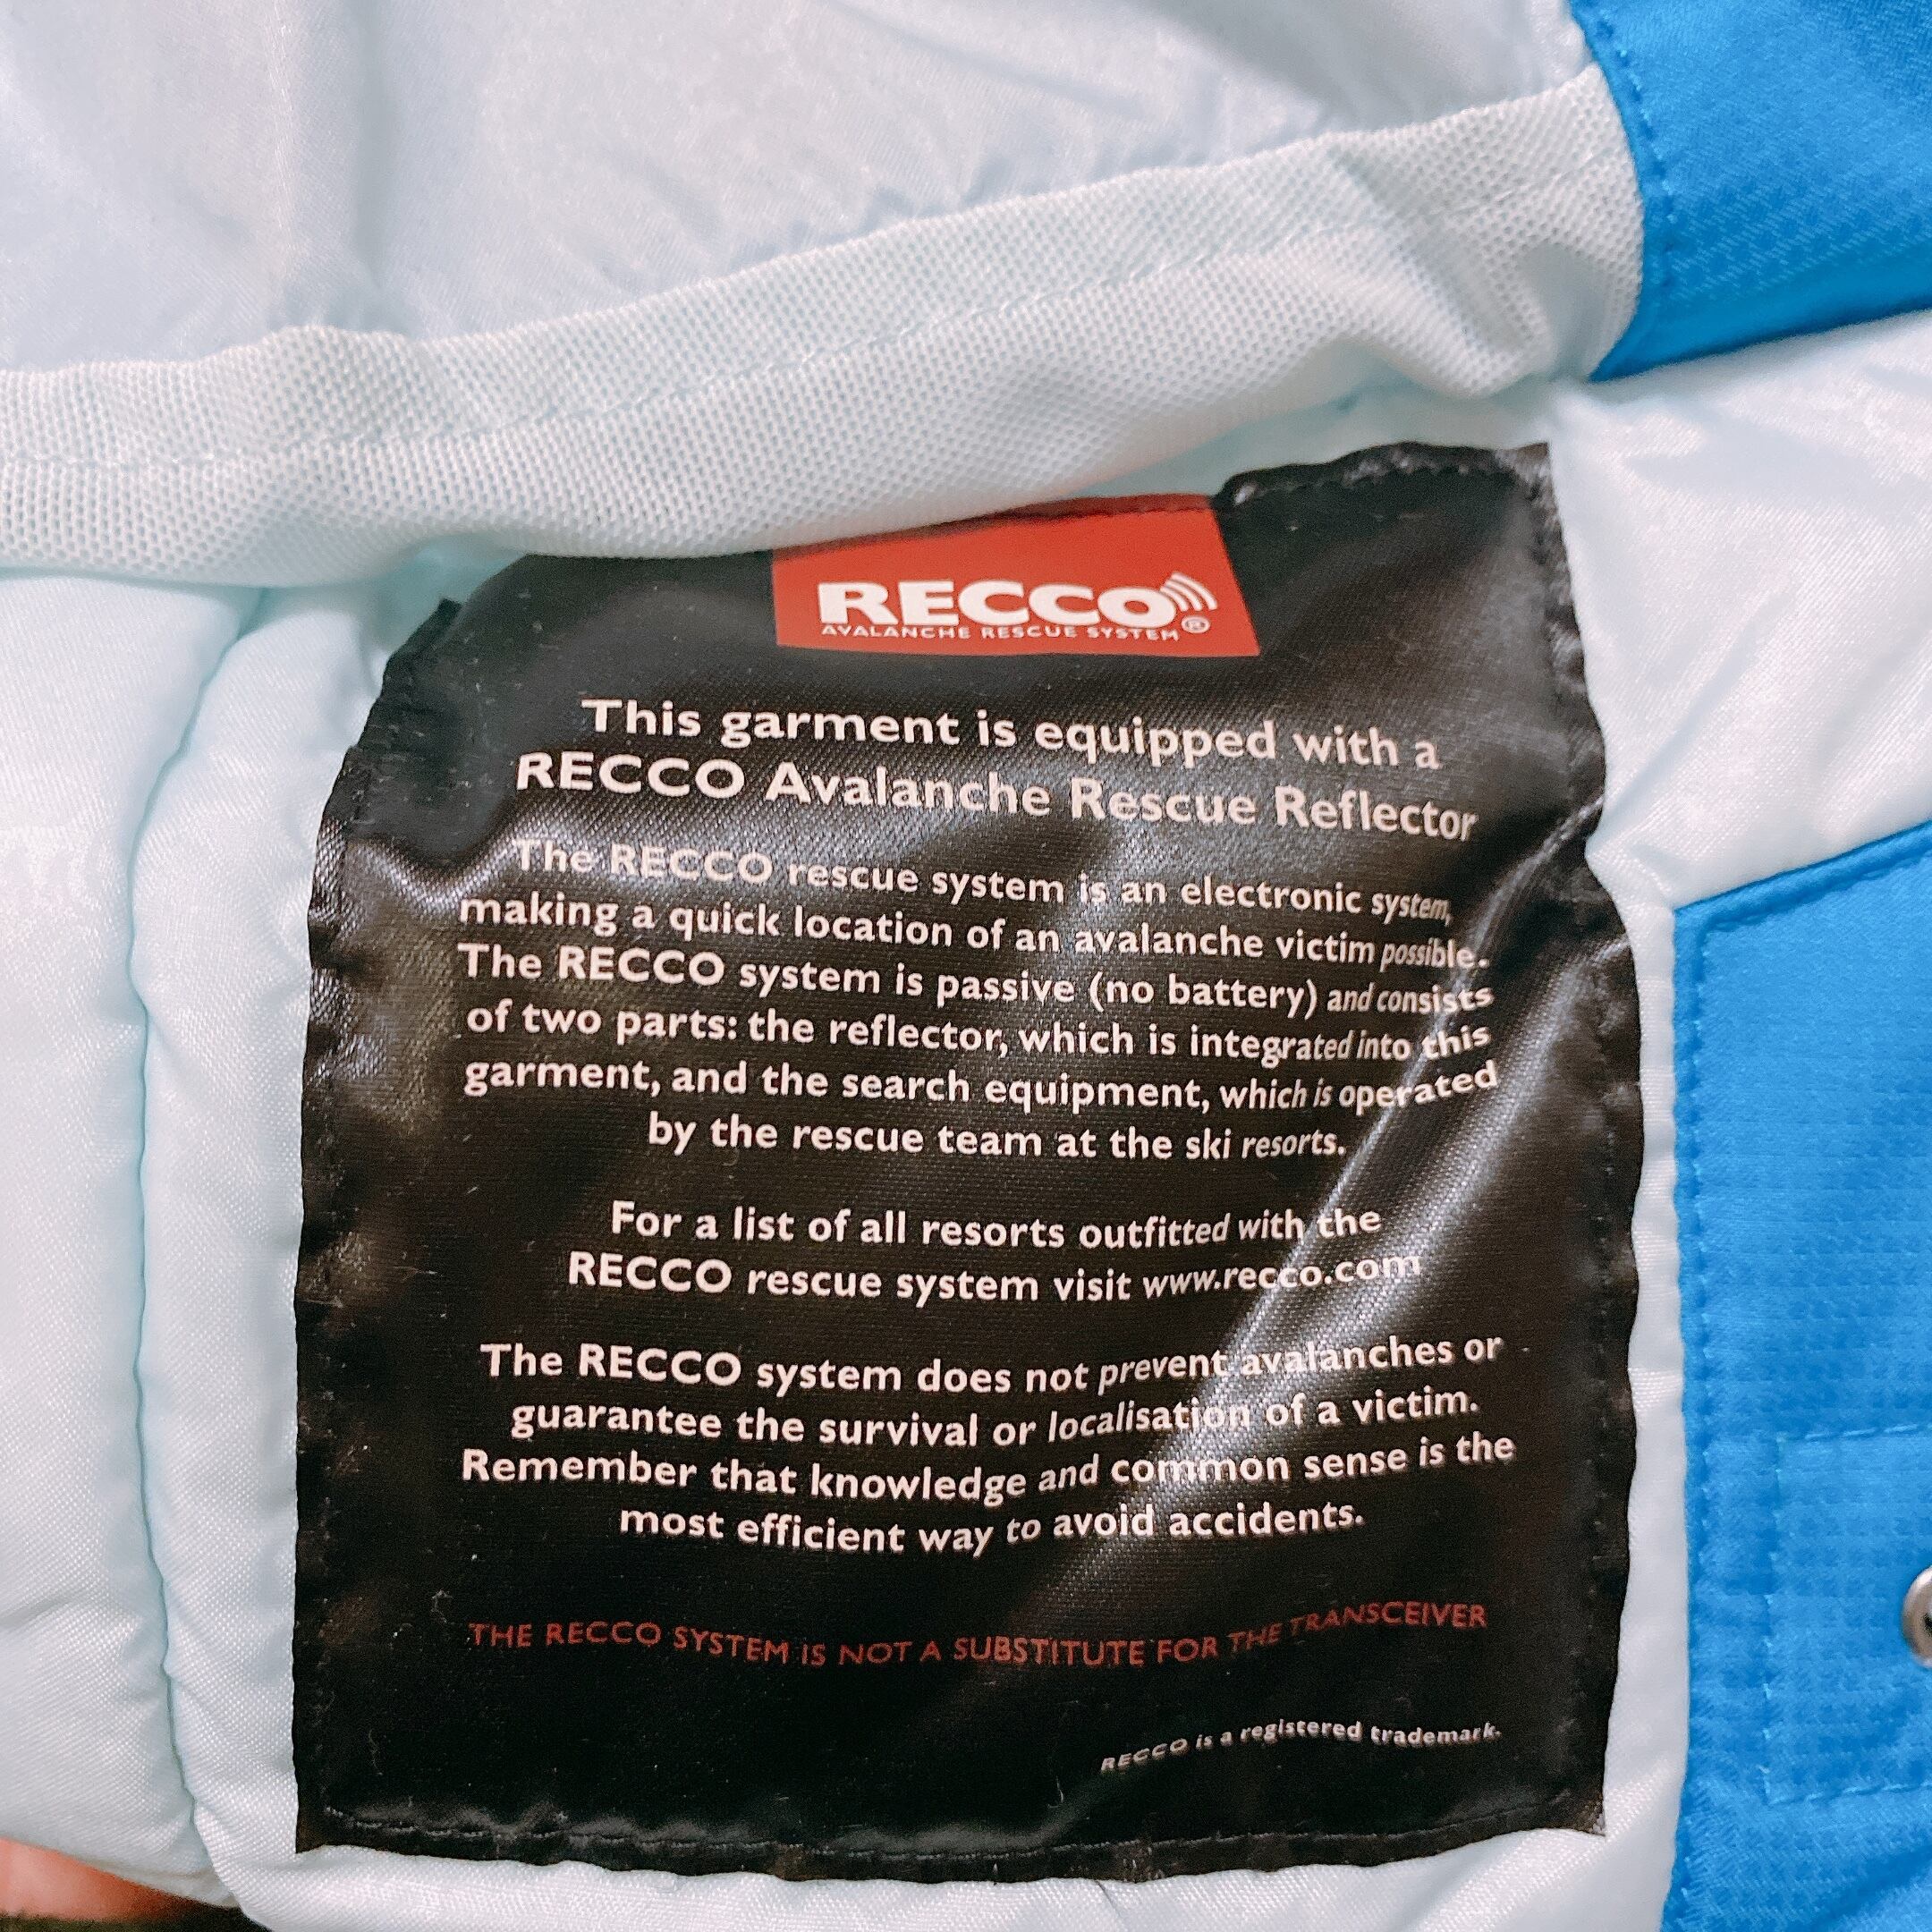 RECCO®
AVALANCHE RESCUE SYSTEM
This garment is equipped with a
RECCO Avalanche Rescue Reflector
The RECCO rescue system is an electronic system,
making a quick location of an avalanche victim possible.
The RECCO system is passive (no battery) and consists
of two parts: the reflector, which is integrated into this
garment, and the search equipment, which is operated
by the rescue team at the ski resorts.
For a list of all resorts outfitted with the
RECCO rescue system visit www.recco.com
The RECCO system does not prevent avalanches or
guarantee the survival or localisation of a victim.
Remember that knowledge and common sense is the
most efficient way to avoid accidents.
THE RECCO SYSTEM IS NOT A SUBSTITUTE FOR THE TRANSCEIVER
RECCO is a registered trademark.